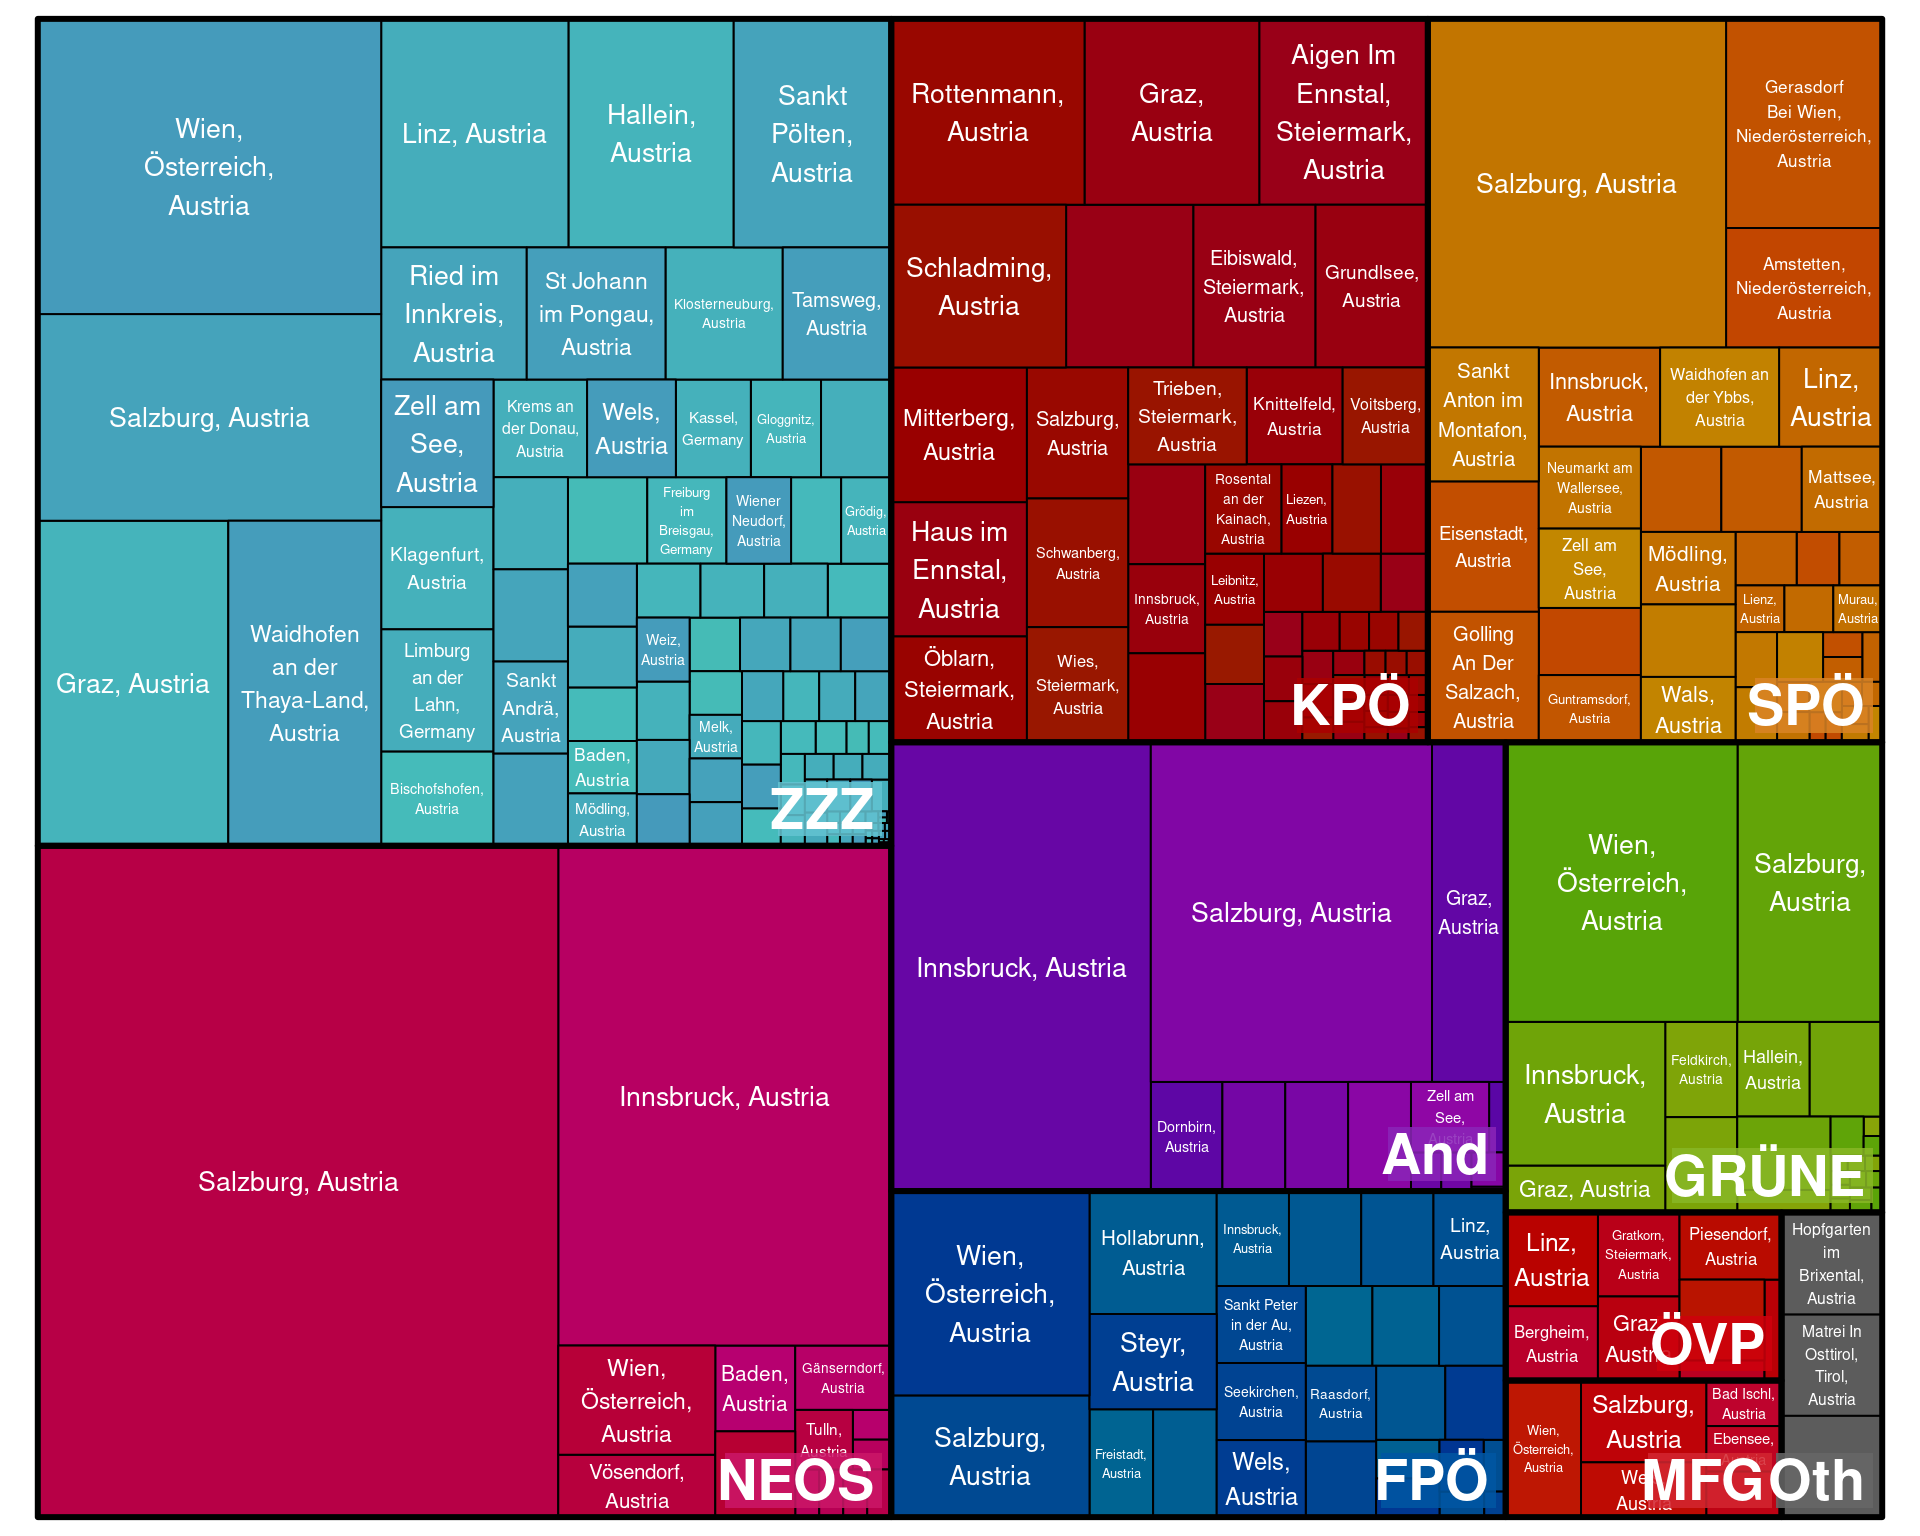 Wien,
Österreich,
Austria
Linz, Austria
Hallein,
Austria
Sankt
Pölten,
Austria
Salzburg, Austria
Graz, Austria
Waidhofen
an der
Thaya-Land,
Austria
Ried im
Innkreis,
Austria
St Johann
im Pongau,
Austria
Klosterneuburg,
Austria
Tamsweg,
Austria
Zell am
See,
Austria
Krems an
der Donau,
Austria
Wels,
Austria
Kassel,
Germany
Gloggnitz,
Austria
Klagenfurt,
Austria
Freiburg
im
Breisgau,
Germany
Wiener
Neudorf,
Austria
Grödig,
Austria
Limburg
an der
Lahn,
Germany
Sankt
Andrä,
Austria
Weiz,
Austria
Melk,
Austria
Bischofshofen,
Austria
Baden,
Austria
Mödling,
Austria
ZZZ
Rottenmann,
Austria
Graz,
Austria
Aigen Im
Ennstal,
Steiermark,
Austria
Schladming,
Austria
Eibiswald,
Steiermark,
Austria
Grundlsee,
Austria
Mitterberg,
Austria
Salzburg,
Austria
Trieben,
Steiermark,
Austria
Knittelfeld,
Austria
Voitsberg,
Austria
Haus im
Ennstal,
Austria
Schwanberg,
Austria
Rosental
an der
Kainach,
Austria
Liezen,
Austria
Innsbruck,
Austria
Leibnitz,
Austria
Öblarn,
Steiermark,
Austria
Wies,
Steiermark,
Austria
KPÖ
Salzburg, Austria
Gerasdorf
Bei Wien,
Niederösterreich,
Austria
Amstetten,
Niederösterreich,
Austria
Sankt
Anton im
Montafon,
Austria
Innsbruck,
Austria
Waidhofen an
der Ybbs,
Austria
Linz,
Austria
Neumarkt am
Wallersee,
Austria
Mattsee,
Austria
Eisenstadt,
Austria
Zell am
See,
Austria
Mödling,
Austria
Lienz,
Austria
Murau,
Austria
Golling
An Der
Salzach,
Austria
Guntramsdorf,
Austria
Wals,
Austria
SPÖ
Salzburg, Austria
Innsbruck, Austria
Wien,
Österreich,
Austria
Baden,
Austria
Gänserndorf,
Austria
Tulln,
Austria
Vösendorf,
Austria
NEOS
Innsbruck, Austria
Salzburg, Austria
Graz,
Austria
Dornbirn,
Austria
Zell am
See,
Austria
And
Wien,
Österreich,
Austria
Salzburg,
Austria
Innsbruck,
Austria
Feldkirch,
Austria
Hallein,
Austria
Graz, Austria
GRÜNE
Wien,
Österreich,
Austria
Hollabrunn,
Austria
Innsbruck,
Austria
Linz,
Austria
Steyr,
Austria
Sankt Peter
in der Au,
Austria
Salzburg,
Austria
Seekirchen,
Austria
Raasdorf,
Austria
Freistadt,
Austria
Wels,
Austria
FPÖ
Linz,
Austria
Gratkorn,
Steiermark,
Austria
Piesendorf,
Austria
Bergheim,
Austria
Graz,
Austria
ÖVP
Wien,
Österreich,
Austria
Salzburg,
Austria
Bad Ischl,
Austria
Ebensee,
Austria
MFG
Hopfgarten
im
Brixental,
Austria
Matrei In
Osttirol,
Tirol,
Austria
Oth